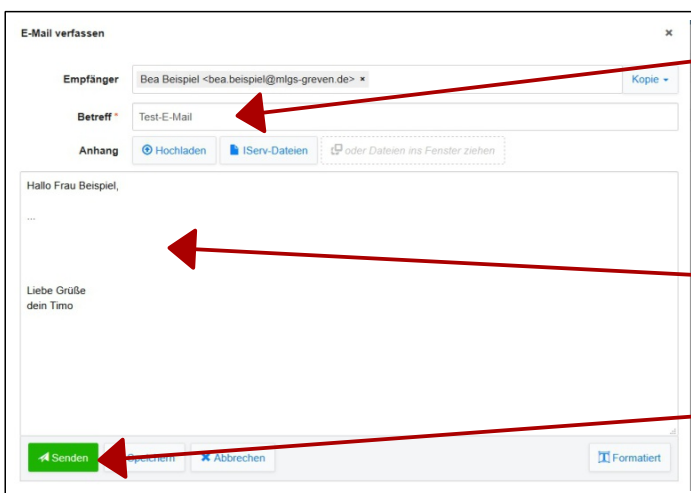 E-Mail verfassen ×
Empfänger Bea Beispiel <bea.beispiel@mlgs-greven.de> × Kopie
Betreff * Test-E-Mail
Anhang Hochladen IServ-Dateien oder Dateien ins Fenster ziehen
Hallo Frau Beispiel,
...
Liebe Grüße
dein Timo
Senden Speichern Abbrechen Formatiert